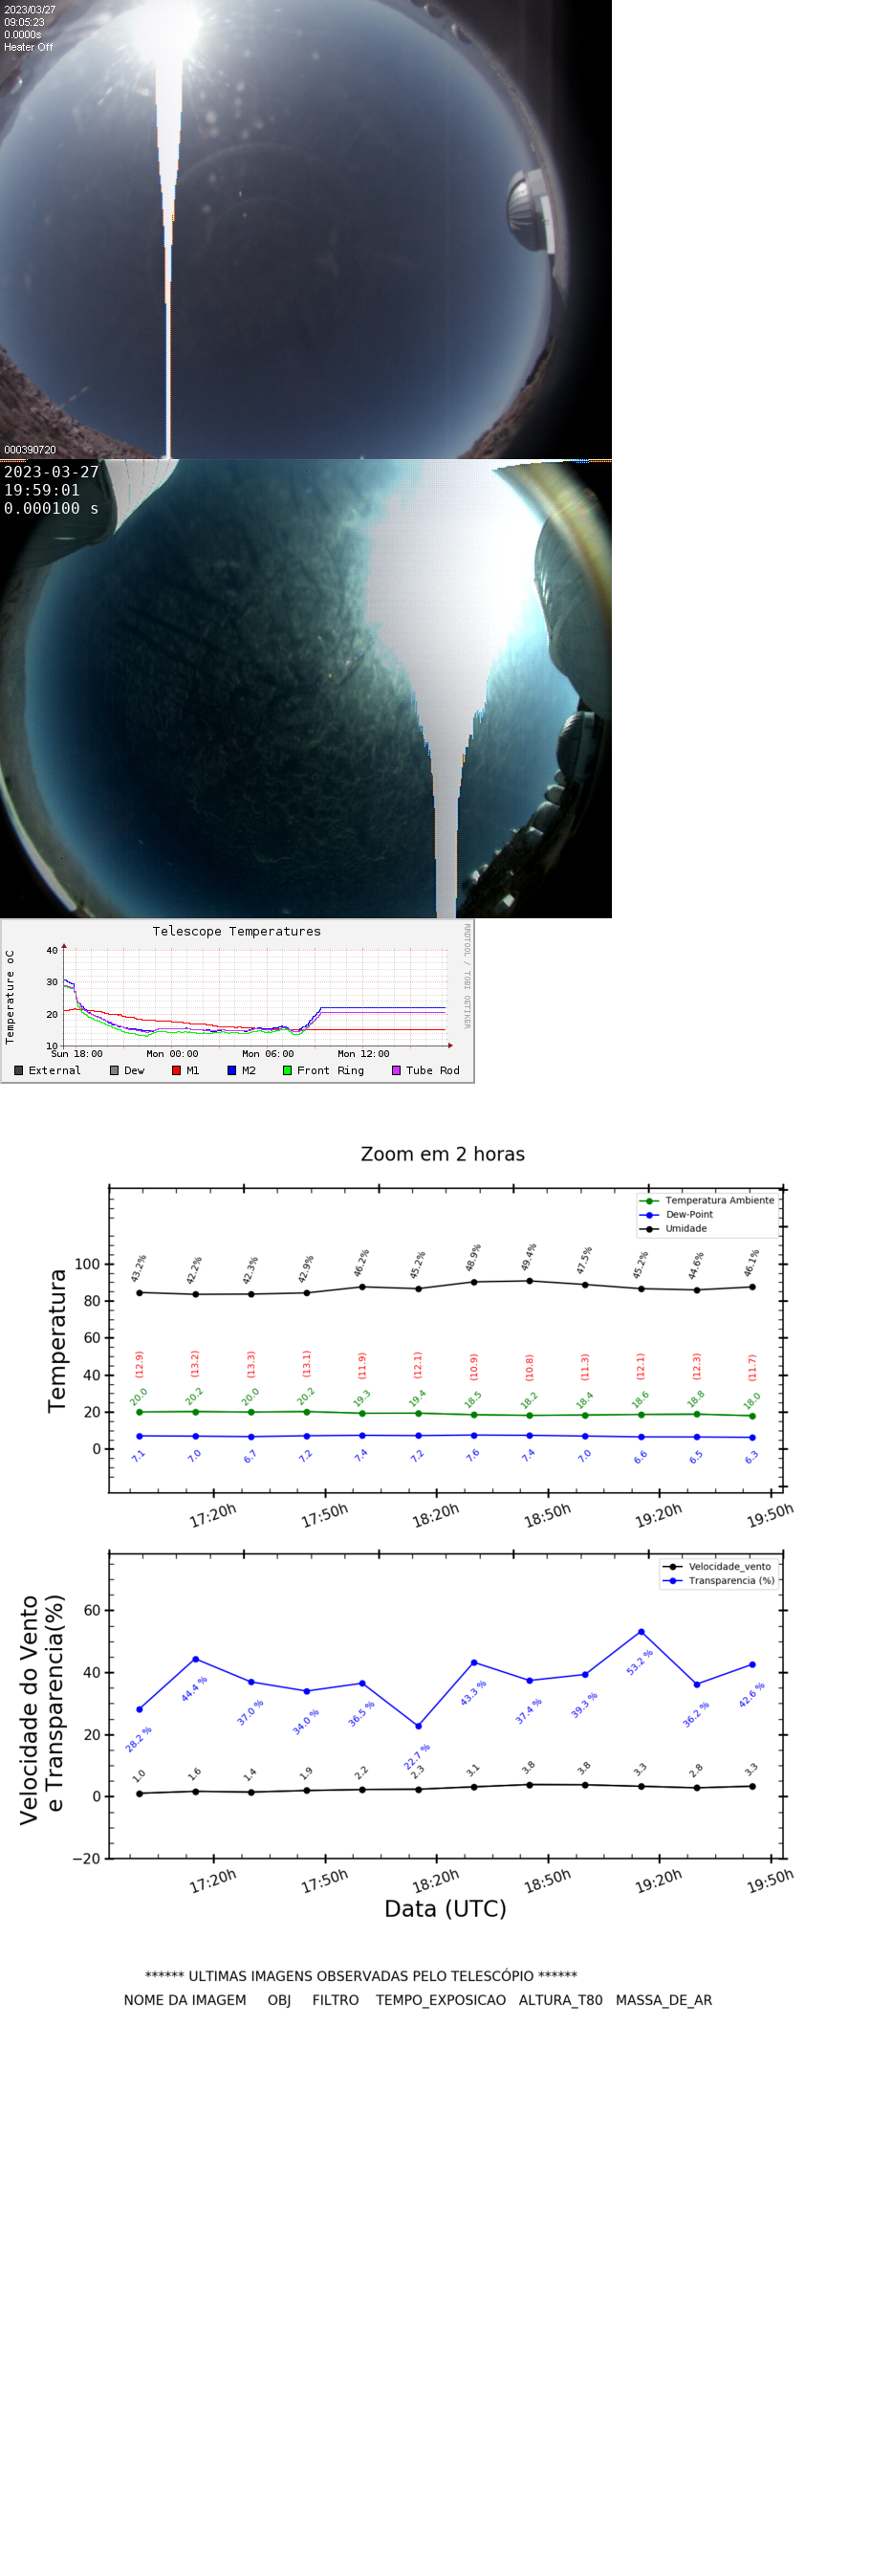 2023/03/27
09:05:23
0.0000s
Heater Off
000390720
2023-03-27
19:59:01
0.000100 s
Telescope Temperatures
RRDTOOL / TOBI OETIKER
Temperature oC
40
30
20
10
Sun 18:00 Mon 00:00 Mon 06:00 Mon 12:00
External Dew M1 M2 Front Ring Tube Rod
Zoom em 2 horas
Temperatura Ambiente
Dew-Point
Umidade
Temperatura
100
80
60
40
20
0
43.2% 42.2% 42.3% 42.9% 46.2% 45.2% 48.9% 49.4% 47.5% 45.2% 44.6% 46.1%
(12.9) (13.2) (13.3) (13.1) (11.9) (12.1) (10.9) (10.8) (11.3) (12.1) (12.3) (11.7)
20.0 20.2 20.0 20.2 19.3 19.4 18.5 18.2 18.4 18.6 18.8 18.0
7.1 7.0 6.7 7.2 7.4 7.2 7.6 7.4 7.0 6.6 6.5 6.3
17:20h 17:50h 18:20h 18:50h 19:20h 19:50h
Velocidade_vento
Transparencia (%)
Velocidade do Vento
e Transparencia(%)
60
40
20
0
−20
28.2 % 44.4 % 37.0 % 34.0 % 36.5 % 22.7 % 43.3 % 37.4 % 39.3 % 53.2 % 36.2 % 42.6 %
1.0 1.6 1.4 1.9 2.2 2.3 3.1 3.8 3.8 3.3 2.8 3.3
17:20h 17:50h 18:20h 18:50h 19:20h 19:50h
Data (UTC)
****** ULTIMAS IMAGENS OBSERVADAS PELO TELESCÓPIO ******
NOME DA IMAGEM OBJ FILTRO TEMPO_EXPOSICAO ALTURA_T80 MASSA_DE_AR